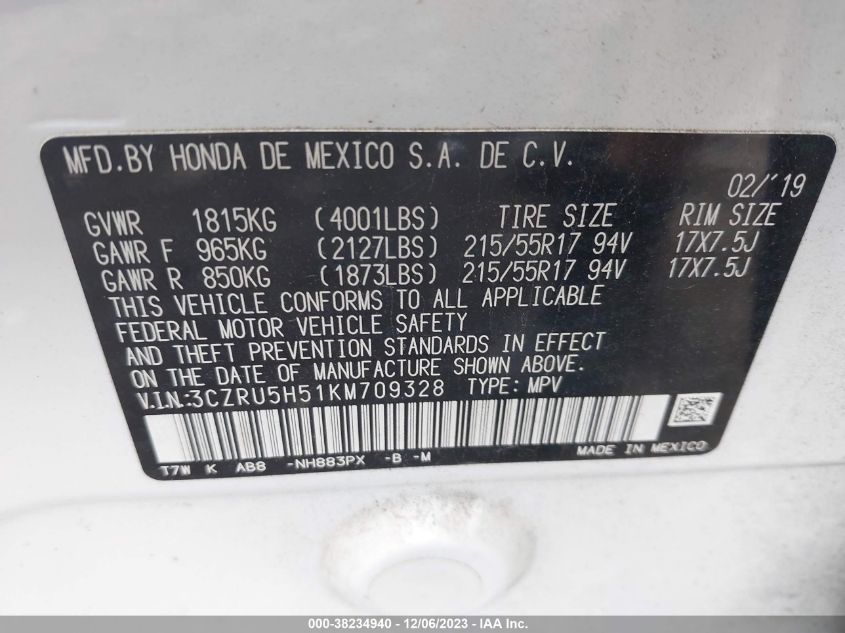 MFD.BY HONDA DE MEXICO S.A. DE C.V.
02/'19
GVWR 1815KG (4001LBS) TIRE SIZE RIM SIZE
GAWR F 965KG (2127LBS) 215/55R17 94V 17X7.5J
GAWR R 850KG (1873LBS) 215/55R17 94V 17X7.5J
THIS VEHICLE CONFORMS TO ALL APPLICABLE
FEDERAL MOTOR VEHICLE SAFETY
AND THEFT PREVENTION STANDARDS IN EFFECT
ON THE DATE OF MANUFACTURE SHOWN ABOVE.
V.I.N.:3CZRU5H51KM709328 TYPE: MPV
T7W K AB8 -NH883PX -B -M MADE IN MEXICO
000-38234940 - 12/06/2023 - IAA Inc.